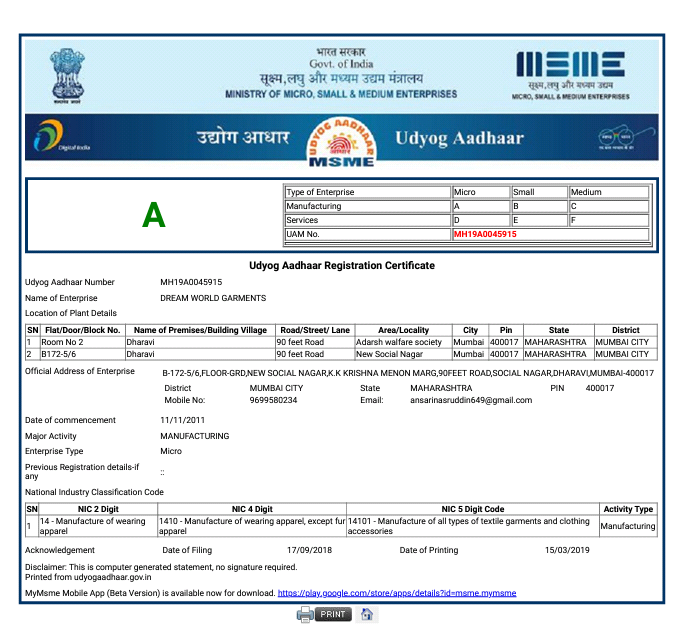 भारत सरकार
Govt. of India
सूक्ष्म,लघु और मध्यम उद्यम मंत्रालय
MINISTRY OF MICRO, SMALL & MEDIUM ENTERPRISES
सत्यमेव जयते
MSME
सूक्ष्म,लघु एवं मध्यम उद्यम
MICRO, SMALL & MEDIUM ENTERPRISES
Digital India
उद्योग आधार
UDYOG AADHAAR
MSME
Udyog Aadhaar
A
Type of Enterprise Micro Small Medium
Manufacturing A B C
Services D E F
UAM No. MH19A0045915
Udyog Aadhaar Registration Certificate
Udyog Aadhaar Number MH19A0045915
Name of Enterprise DREAM WORLD GARMENTS
Location of Plant Details
SN Flat/Door/Block No. Name of Premises/Building Village Road/Street/ Lane Area/Locality City Pin State District
1 Room No 2 Dharavi 90 feet Road Adarsh walfare society Mumbai 400017 MAHARASHTRA MUMBAI CITY
2 B172-5/6 Dharavi 90 feet Road New Social Nagar Mumbai 400017 MAHARASHTRA MUMBAI CITY
Official Address of Enterprise B-172-5/6,FLOOR-GRD,NEW SOCIAL NAGAR,K.K KRISHNA MENON MARG,90FEET ROAD,SOCIAL NAGAR,DHARAVI,MUMBAI-400017
District MUMBAI CITY State MAHARASHTRA PIN 400017
Mobile No: 9699580234 Email: ansarinasruddin649@gmail.com
Date of commencement 11/11/2011
Major Activity MANUFACTURING
Enterprise Type Micro
Previous Registration details-if any ::
National Industry Classification Code
SN NIC 2 Digit NIC 4 Digit NIC 5 Digit Code Activity Type
1 14 - Manufacture of wearing apparel 1410 - Manufacture of wearing apparel, except fur apparel 14101 - Manufacture of all types of textile garments and clothing accessories Manufacturing
Acknowledgement Date of Filing 17/09/2018 Date of Printing 15/03/2019
Disclaimer: This is computer generated statement, no signature required.
Printed from udyogaadhaar.gov.in
MyMsme Mobile App (Beta Version) is available now for download. https://play.google.com/store/apps/details?id=msme.mymsme
PRINT